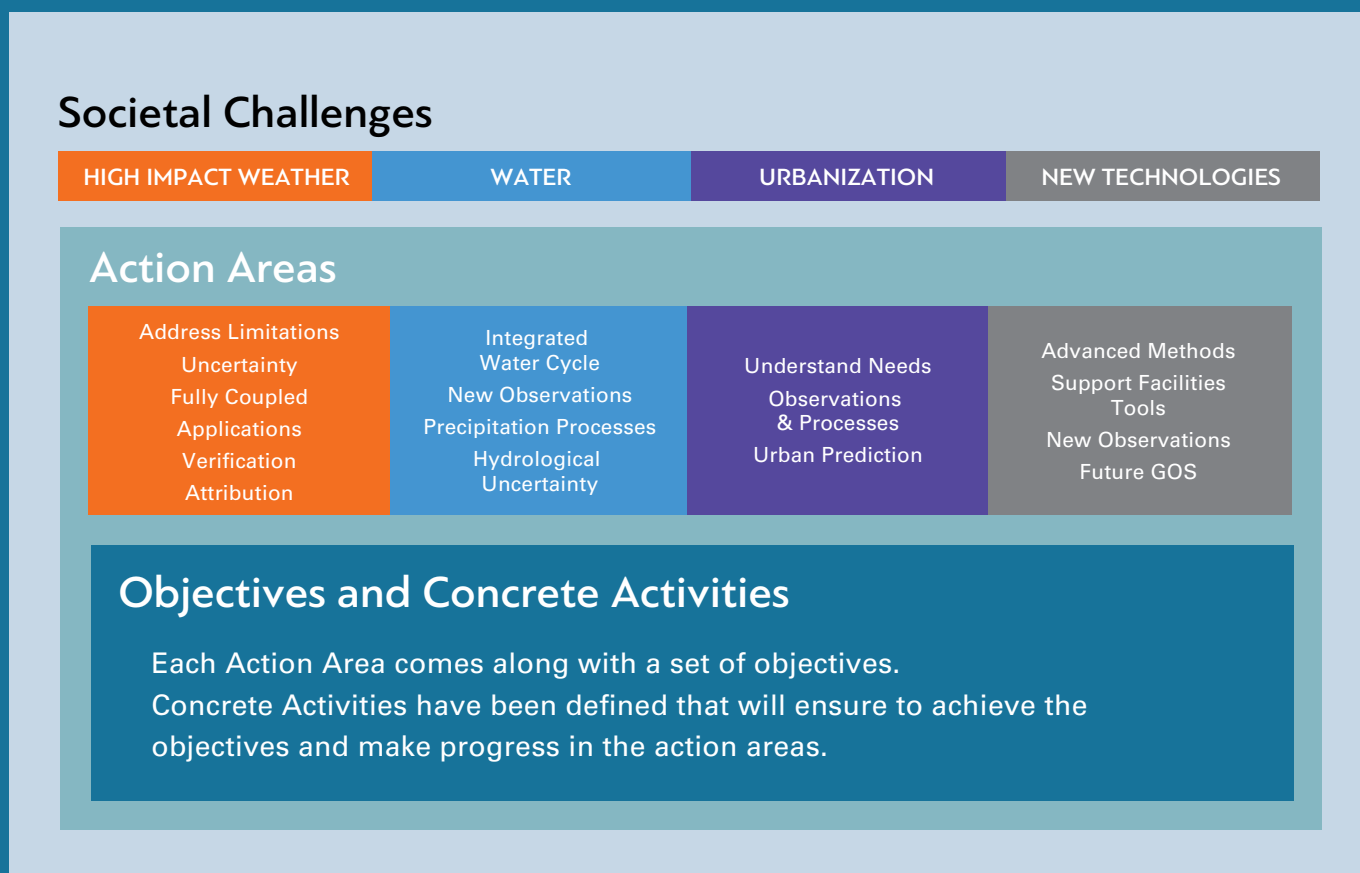 Societal Challenges
HIGH IMPACT WEATHER
WATER
URBANIZATION
NEW TECHNOLOGIES
Action Areas
Address Limitations
Uncertainty
Fully Coupled
Applications
Verification
Attribution
Integrated
Water Cycle
New Observations
Precipitation Processes
Hydrological
Uncertainty
Understand Needs
Observations
& Processes
Urban Prediction
Advanced Methods
Support Facilities
Tools
New Observations
Future GOS
Objectives and Concrete Activities
Each Action Area comes along with a set of objectives.
Concrete Activities have been defined that will ensure to achieve the
objectives and make progress in the action areas.